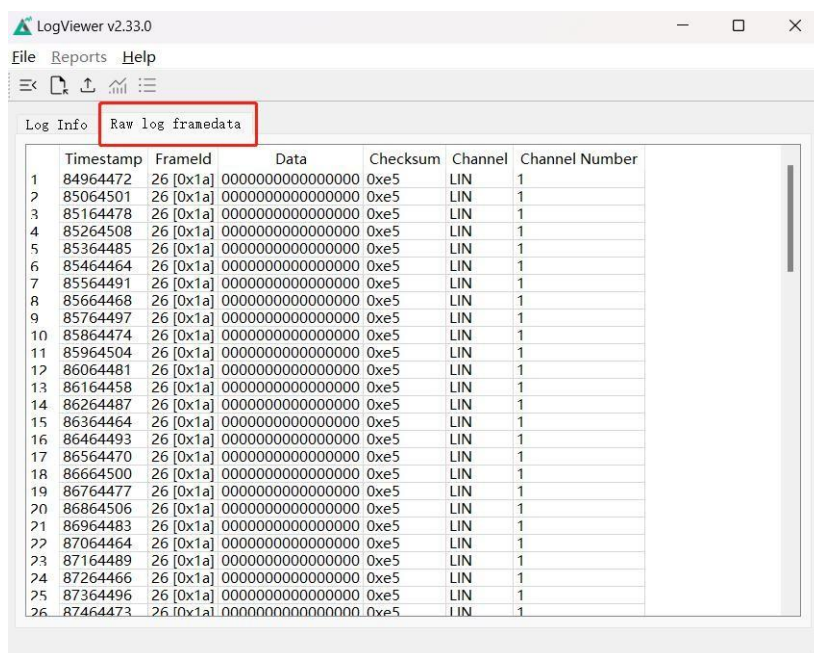 LogViewer v2.33.0
File Reports Help
Log Info Raw log framedata
Timestamp FrameId Data Checksum Channel Channel Number
1 84964472 26 [0x1a] 0000000000000000 0xe5 LIN 1
2 85064501 26 [0x1a] 0000000000000000 0xe5 LIN 1
3 85164478 26 [0x1a] 0000000000000000 0xe5 LIN 1
4 85264508 26 [0x1a] 0000000000000000 0xe5 LIN 1
5 85364485 26 [0x1a] 0000000000000000 0xe5 LIN 1
6 85464464 26 [0x1a] 0000000000000000 0xe5 LIN 1
7 85564491 26 [0x1a] 0000000000000000 0xe5 LIN 1
8 85664468 26 [0x1a] 0000000000000000 0xe5 LIN 1
9 85764497 26 [0x1a] 0000000000000000 0xe5 LIN 1
10 85864474 26 [0x1a] 0000000000000000 0xe5 LIN 1
11 85964504 26 [0x1a] 0000000000000000 0xe5 LIN 1
12 86064481 26 [0x1a] 0000000000000000 0xe5 LIN 1
13 86164458 26 [0x1a] 0000000000000000 0xe5 LIN 1
14 86264487 26 [0x1a] 0000000000000000 0xe5 LIN 1
15 86364464 26 [0x1a] 0000000000000000 0xe5 LIN 1
16 86464493 26 [0x1a] 0000000000000000 0xe5 LIN 1
17 86564470 26 [0x1a] 0000000000000000 0xe5 LIN 1
18 86664500 26 [0x1a] 0000000000000000 0xe5 LIN 1
19 86764477 26 [0x1a] 0000000000000000 0xe5 LIN 1
20 86864506 26 [0x1a] 0000000000000000 0xe5 LIN 1
21 86964483 26 [0x1a] 0000000000000000 0xe5 LIN 1
22 87064464 26 [0x1a] 0000000000000000 0xe5 LIN 1
23 87164489 26 [0x1a] 0000000000000000 0xe5 LIN 1
24 87264466 26 [0x1a] 0000000000000000 0xe5 LIN 1
25 87364496 26 [0x1a] 0000000000000000 0xe5 LIN 1
26 87464473 26 [0x1a] 0000000000000000 0xe5 LIN 1